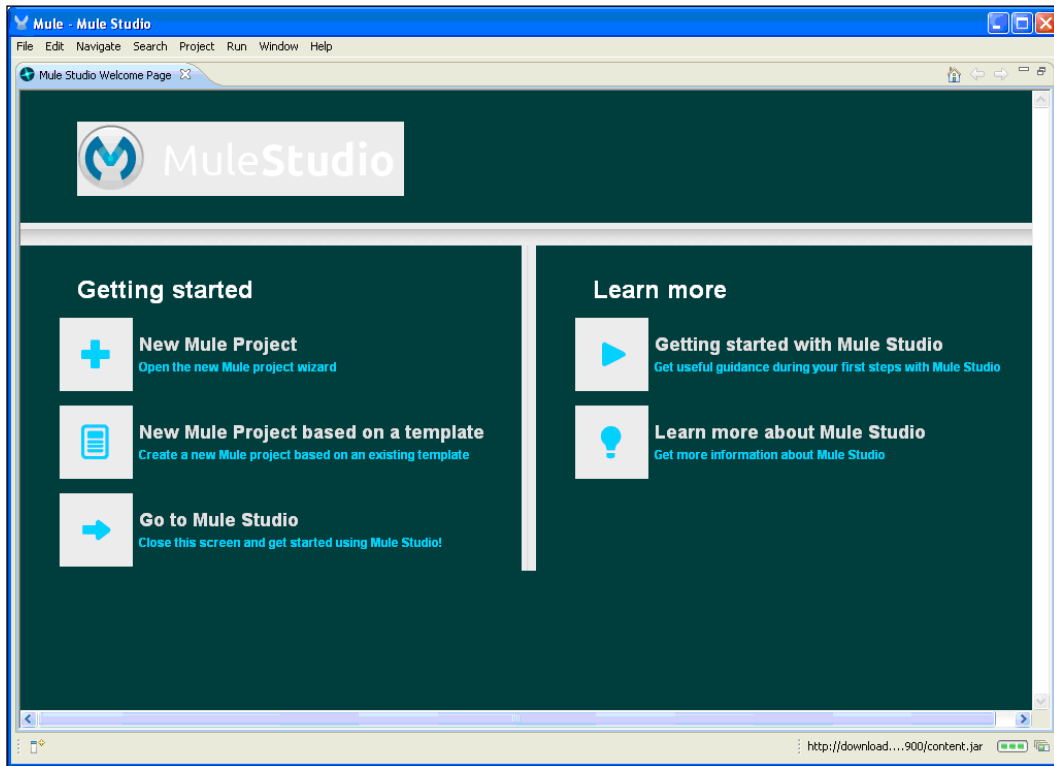 Mule - Mule Studio
File Edit Navigate Search Project Run Window Help
Mule Studio Welcome Page
MuleStudio
Getting started
New Mule Project
Open the new Mule project wizard
New Mule Project based on a template
Create a new Mule project based on an existing template
Go to Mule Studio
Close this screen and get started using Mule Studio!
Learn more
Getting started with Mule Studio
Get useful guidance during your first steps with Mule Studio
Learn more about Mule Studio
Get more information about Mule Studio
http://download....900/content.jar